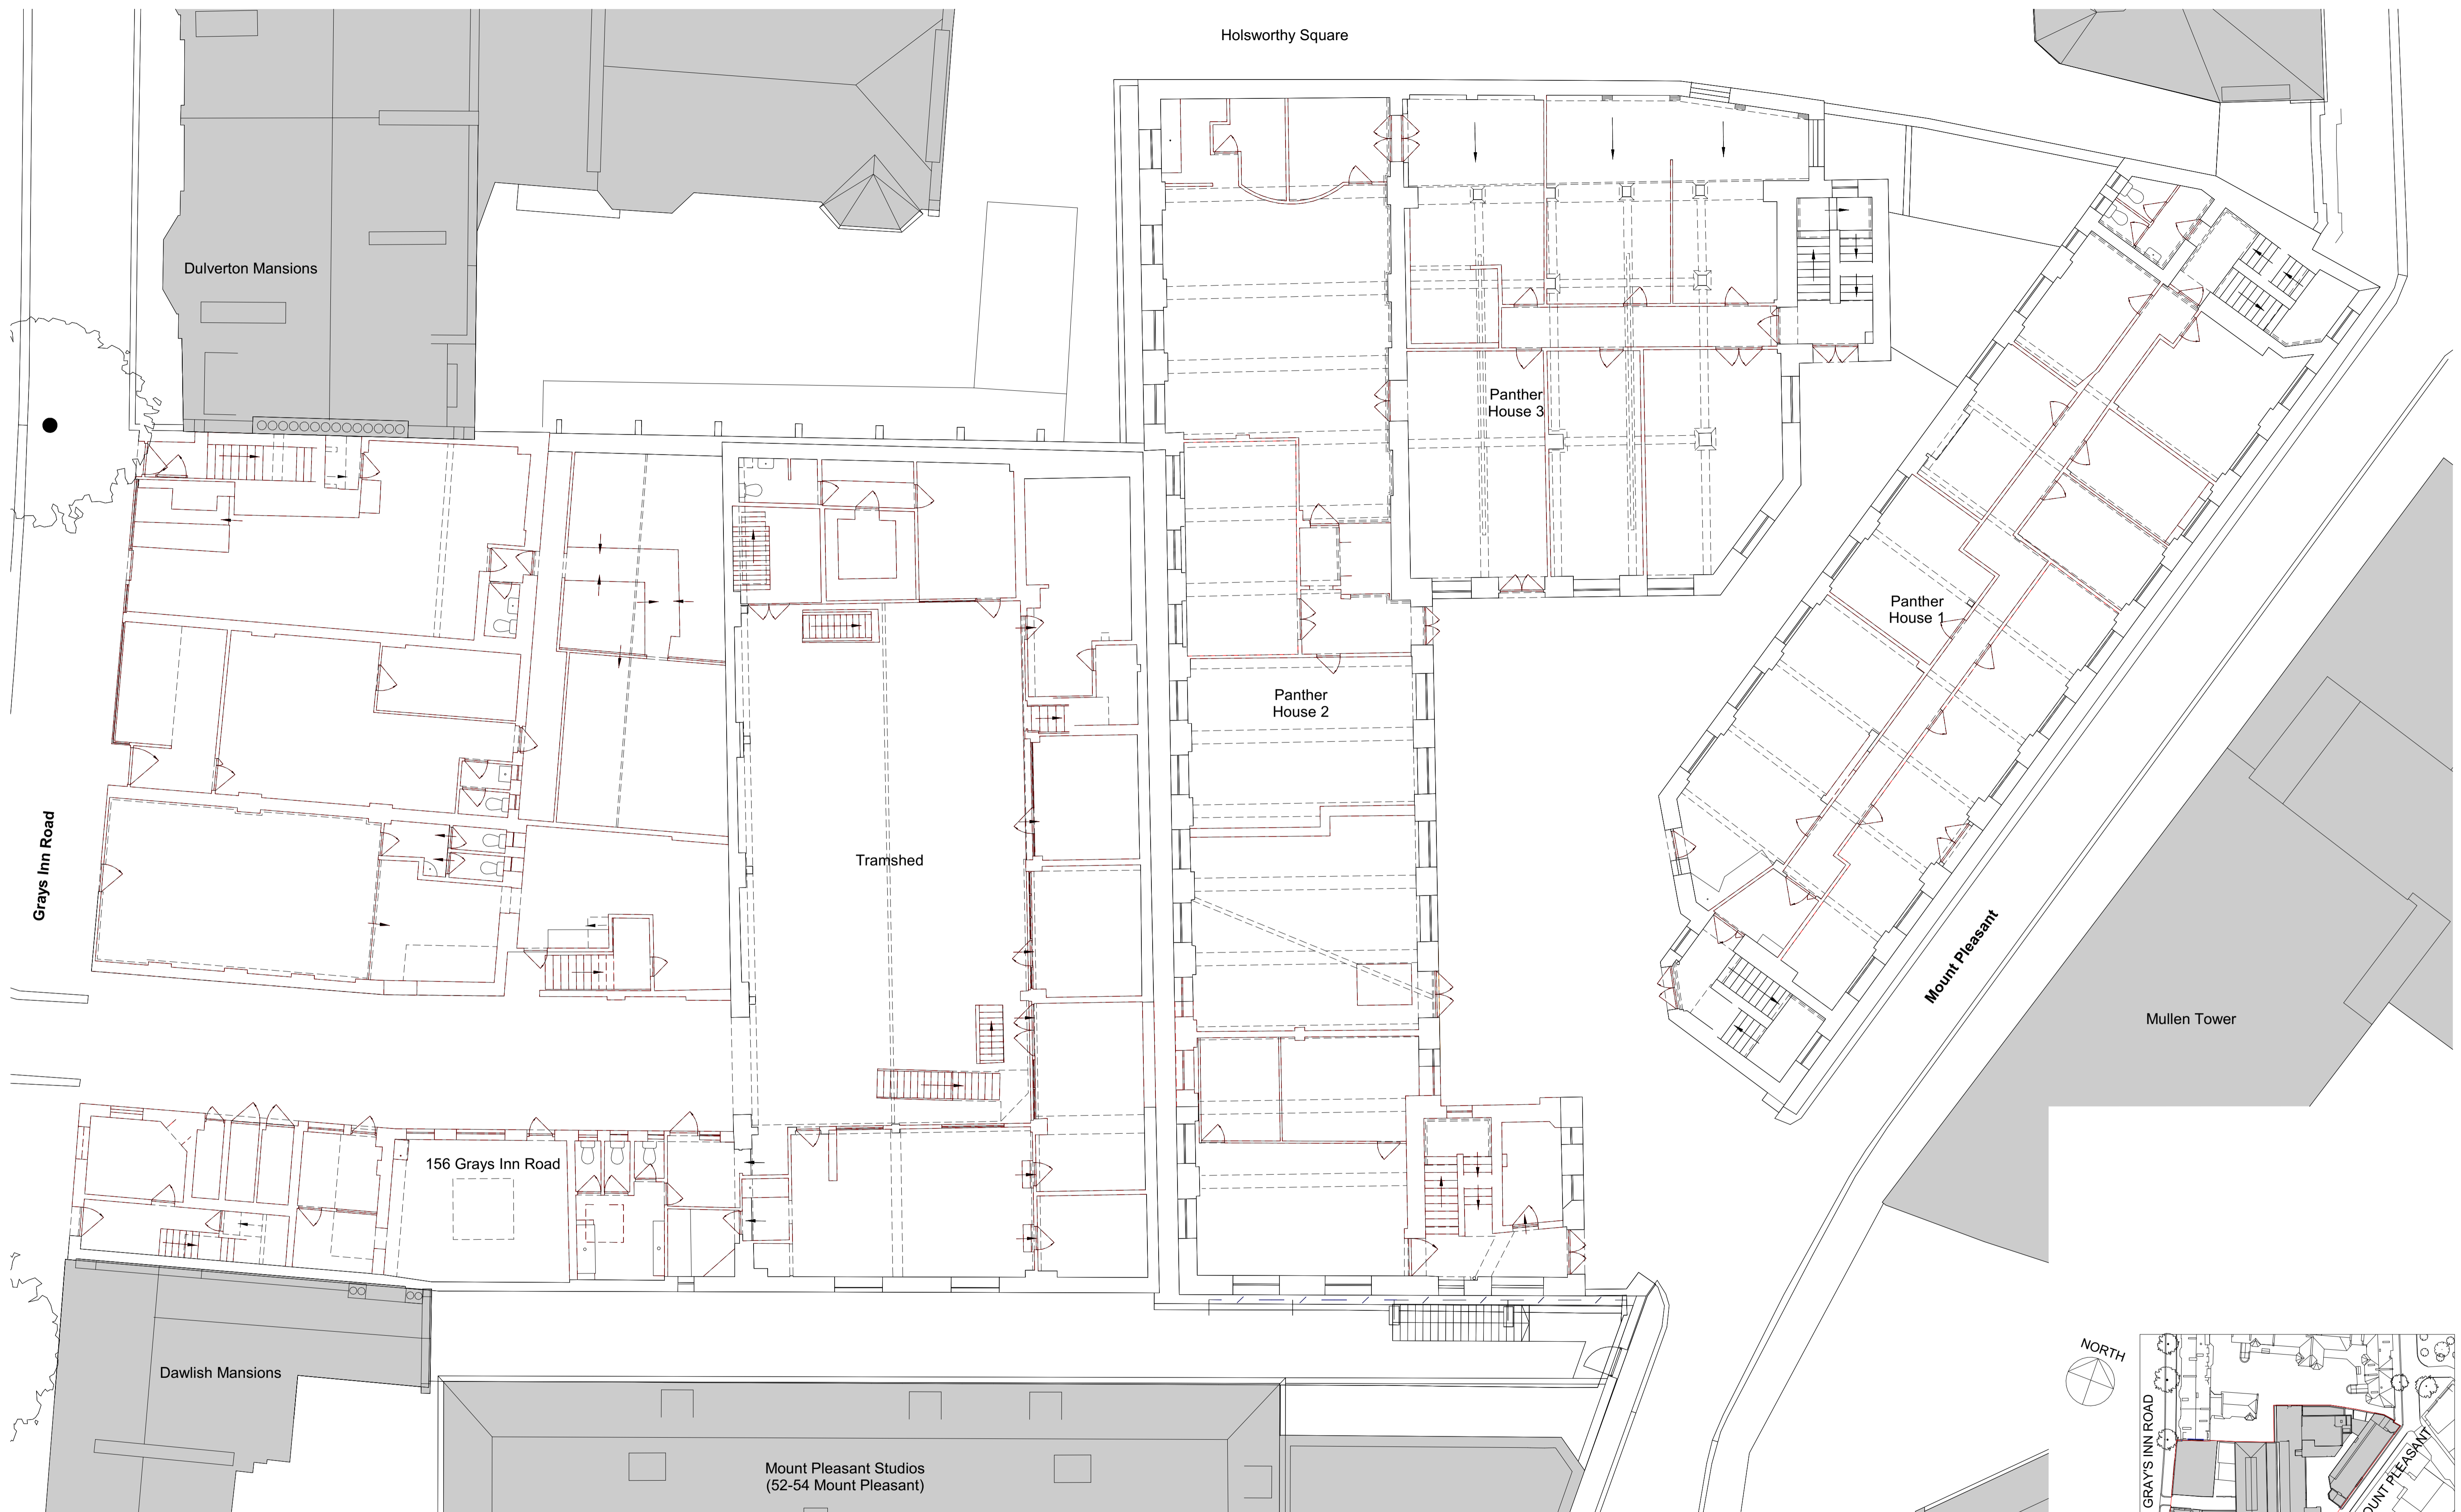 Holsworthy Square
Dulverton Mansions
Panther
House 3
Panther
House 1
Panther
House 2
Grays Inn Road
Tramshed
Mount Pleasant
Mullen Tower
156 Grays Inn Road
Dawlish Mansions
Mount Pleasant Studios
(52-54 Mount Pleasant)
NORTH
GRAY'S INN ROAD
OUNT PLEASANT